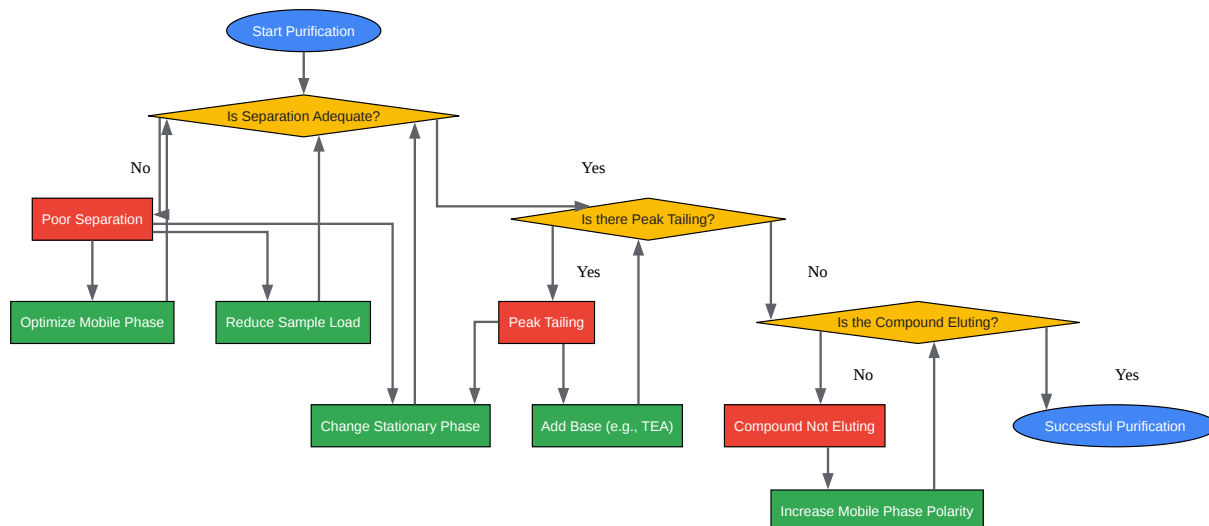 Start Purification
Is Separation Adequate?
No
Yes
Poor Separation
Is there Peak Tailing?
Yes
No
Optimize Mobile Phase
Reduce Sample Load
Peak Tailing
Is the Compound Eluting?
No
Yes
Change Stationary Phase
Add Base (e.g., TEA)
Compound Not Eluting
Successful Purification
Increase Mobile Phase Polarity